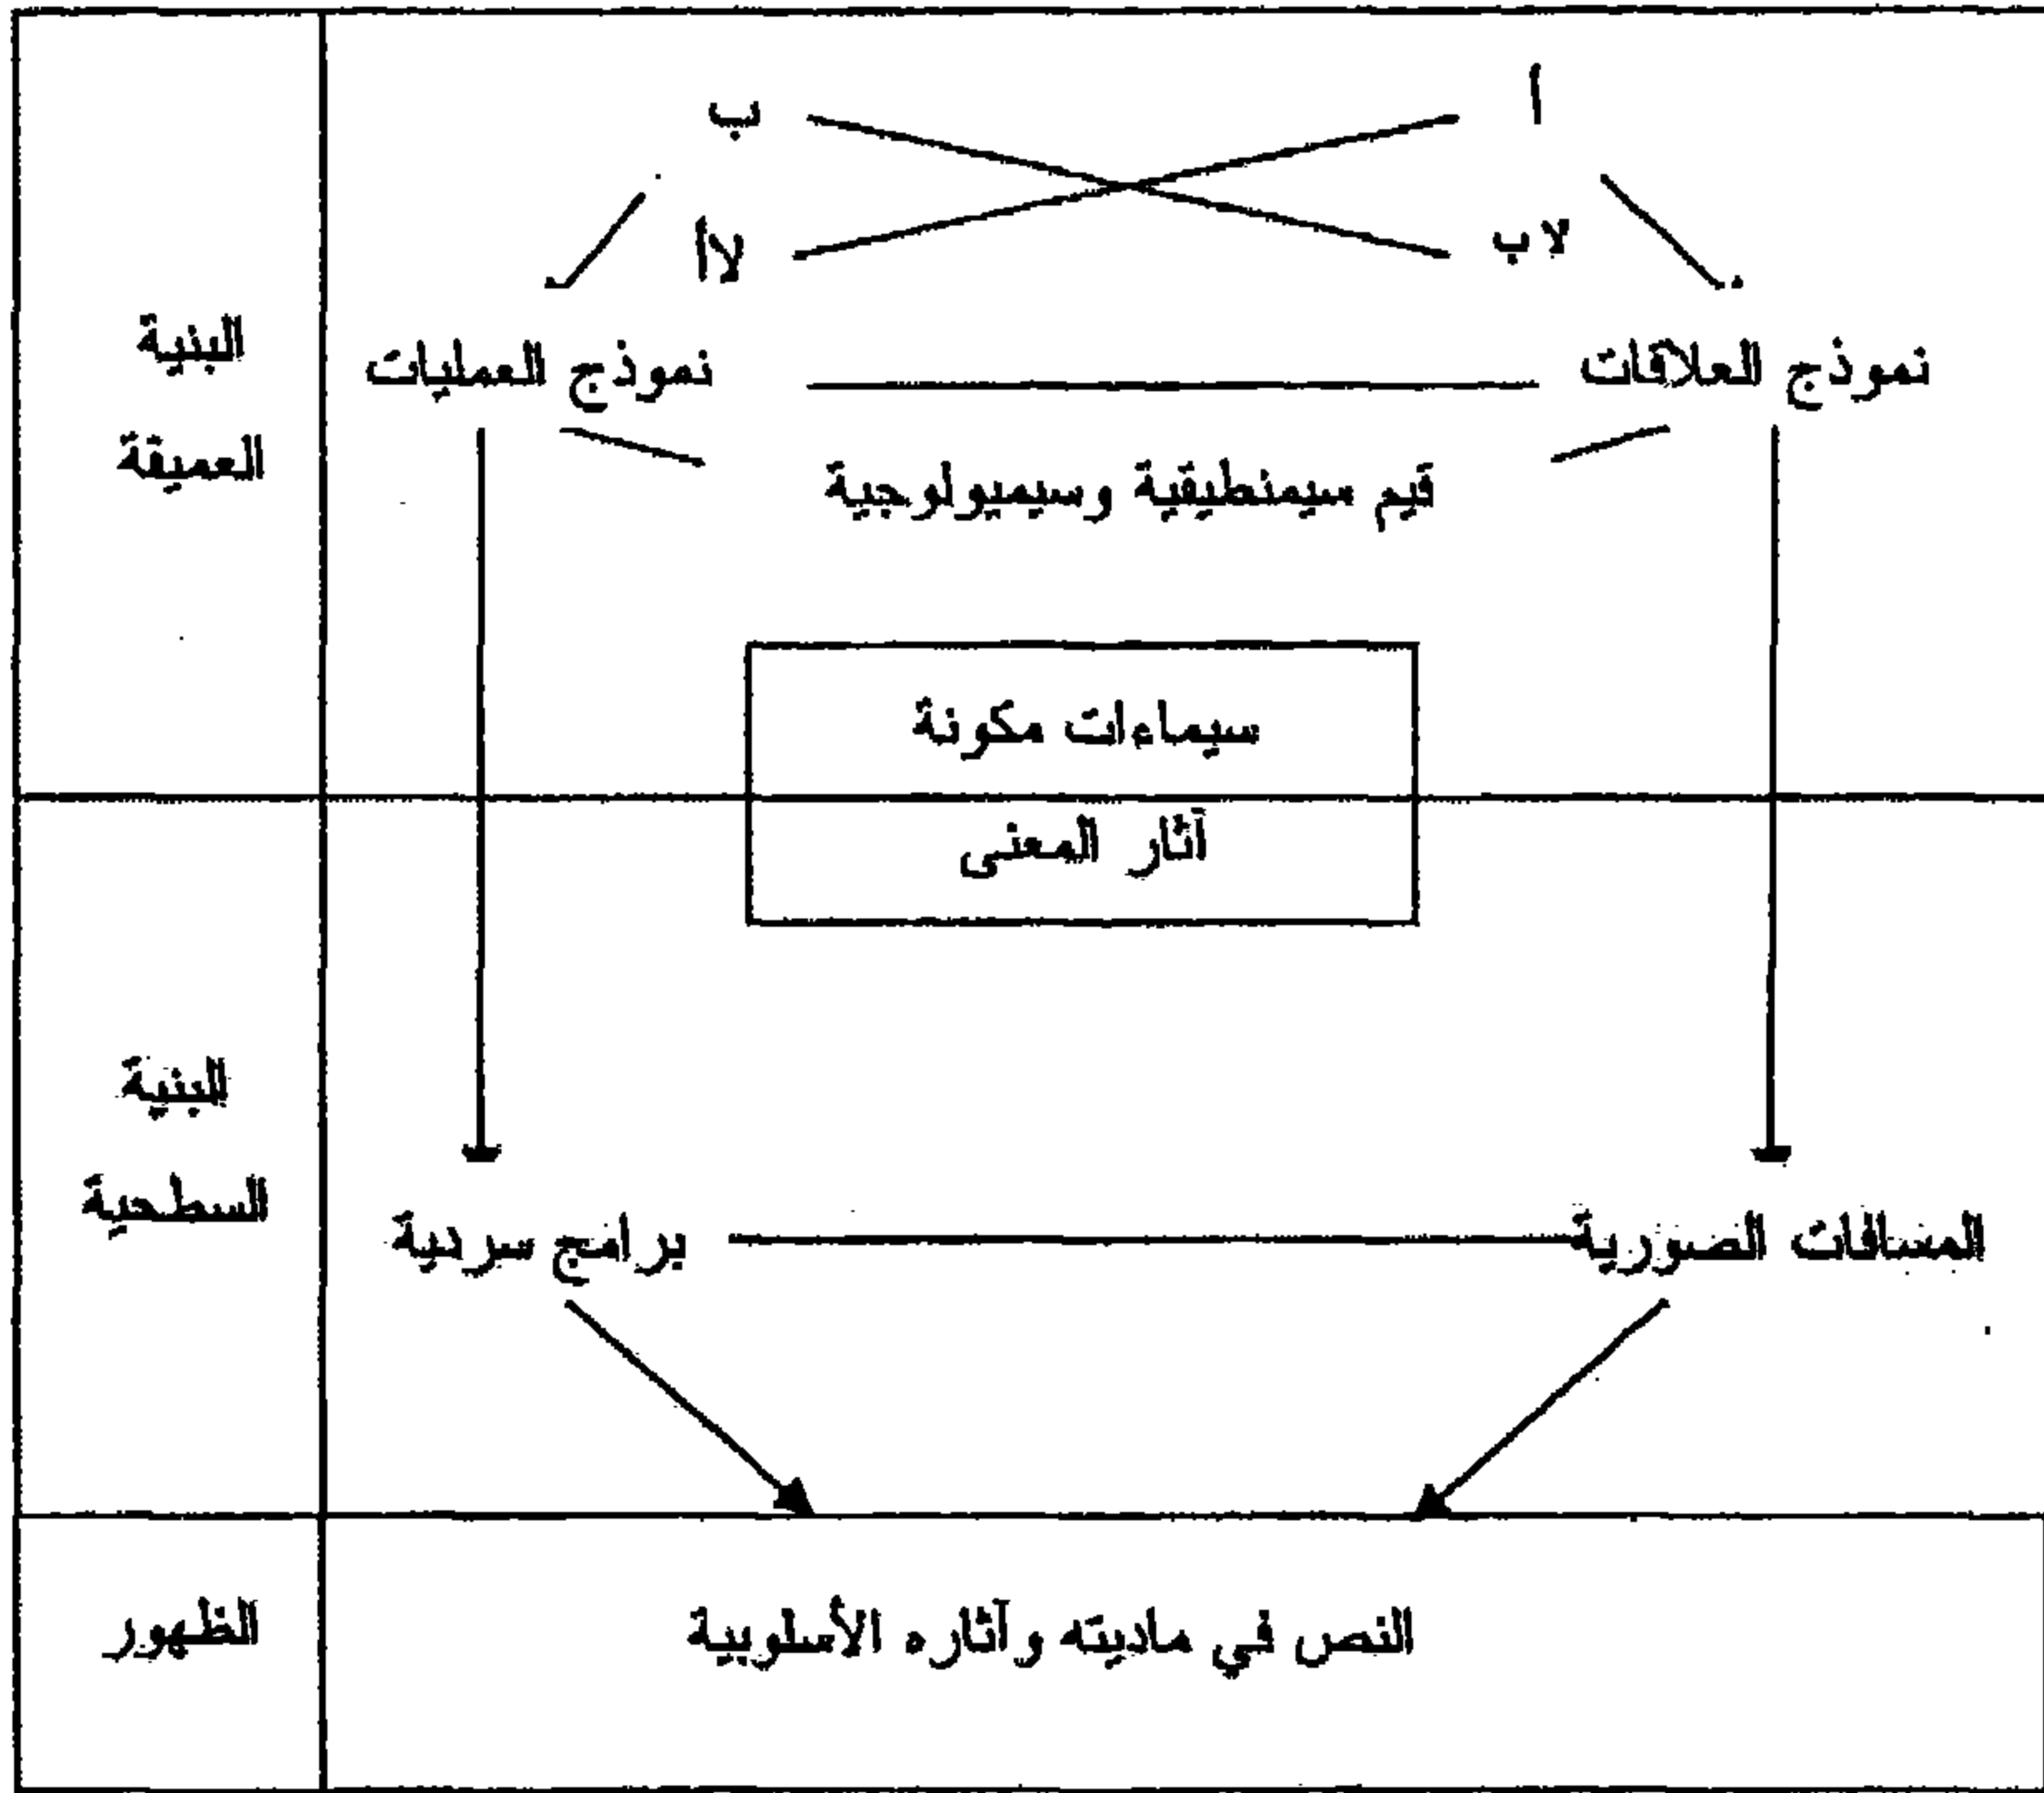 أ
ب
لا ب
لا أ
نموذج العلاقات
نموذج العمليات
البنية
العميقة
قيم سيمنطيقية وسيميولوجية
سيماءات مكونة
آثار المعنى
البنية
السطحية
المسافات الصورية
برامج سردية
النص في ماديته وآثاره الأسلوبية
الظهور